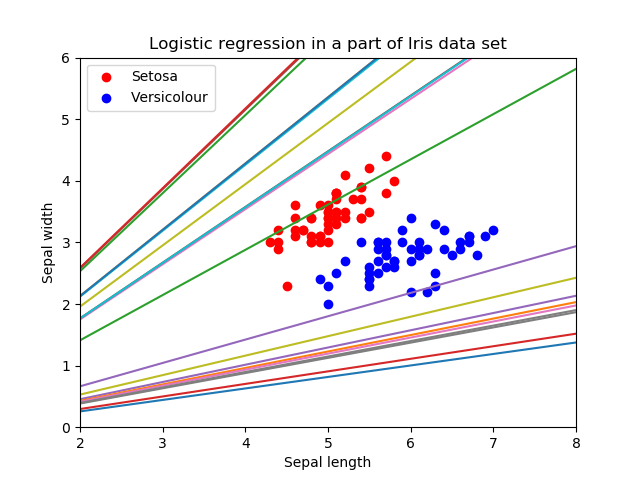 Logistic regression in a part of Iris data set
Setosa
Versicolour
Sepal width
6
5
4
3
2
1
0
2 3 4 5 6 7 8
Sepal length